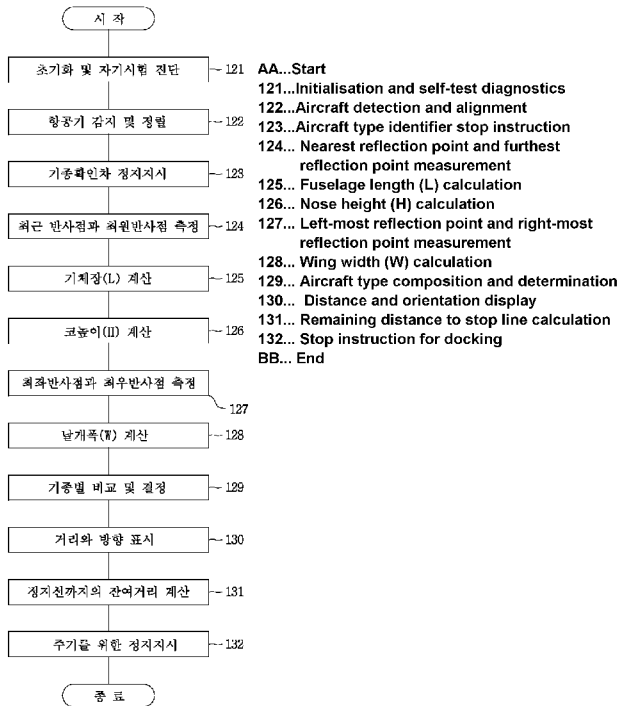 시 작
초기화 및 자기시험 진단
121
항공기 감지 및 정렬
122
기종확인차 정지지시
123
최근 반사점과 최원반사점 측정
124
기체장(L) 계산
125
코높이(H) 계산
126
최좌반사점과 최우반사점 측정
127
날개폭(W) 계산
128
기종별 비교 및 결정
129
거리와 방향 표시
130
정지선까지의 잔여거리 계산
131
주기를 위한 정지지시
132
종 료
AA...Start
121...Initialisation and self-test diagnostics
122...Aircraft detection and alignment
123...Aircraft type identifier stop instruction
124... Nearest reflection point and furthest
reflection point measurement
125... Fuselage length (L) calculation
126... Nose height (H) calculation
127... Left-most reflection point and right-most
reflection point measurement
128... Wing width (W) calculation
129... Aircraft type composition and determination
130... Distance and orientation display
131... Remaining distance to stop line calculation
132... Stop instruction for docking
BB... End